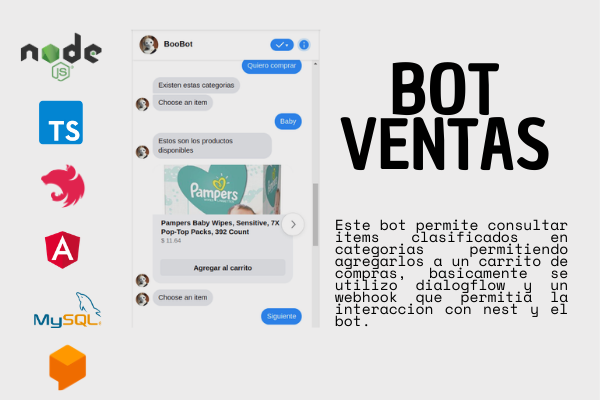 node
JS
TS
MySQL
BooBot
Quiero comprar
Existen estas categorias
Choose an item
Baby
Estos son los productos
disponibles
Pampers
Pampers Baby Wipes, Sensitive, 7X
Pop-Top Packs, 392 Count
$ 11.64
Agregar al carrito
Choose an item
Siguiente
BOT
VENTAS
Este bot permite consultar
items clasificados en
categorias permitiendo
agregarlos a un carrito de
compras, basicamente se
utilizo dialogflow y un
webhook que permitia la
interaccion con nest y el
bot.